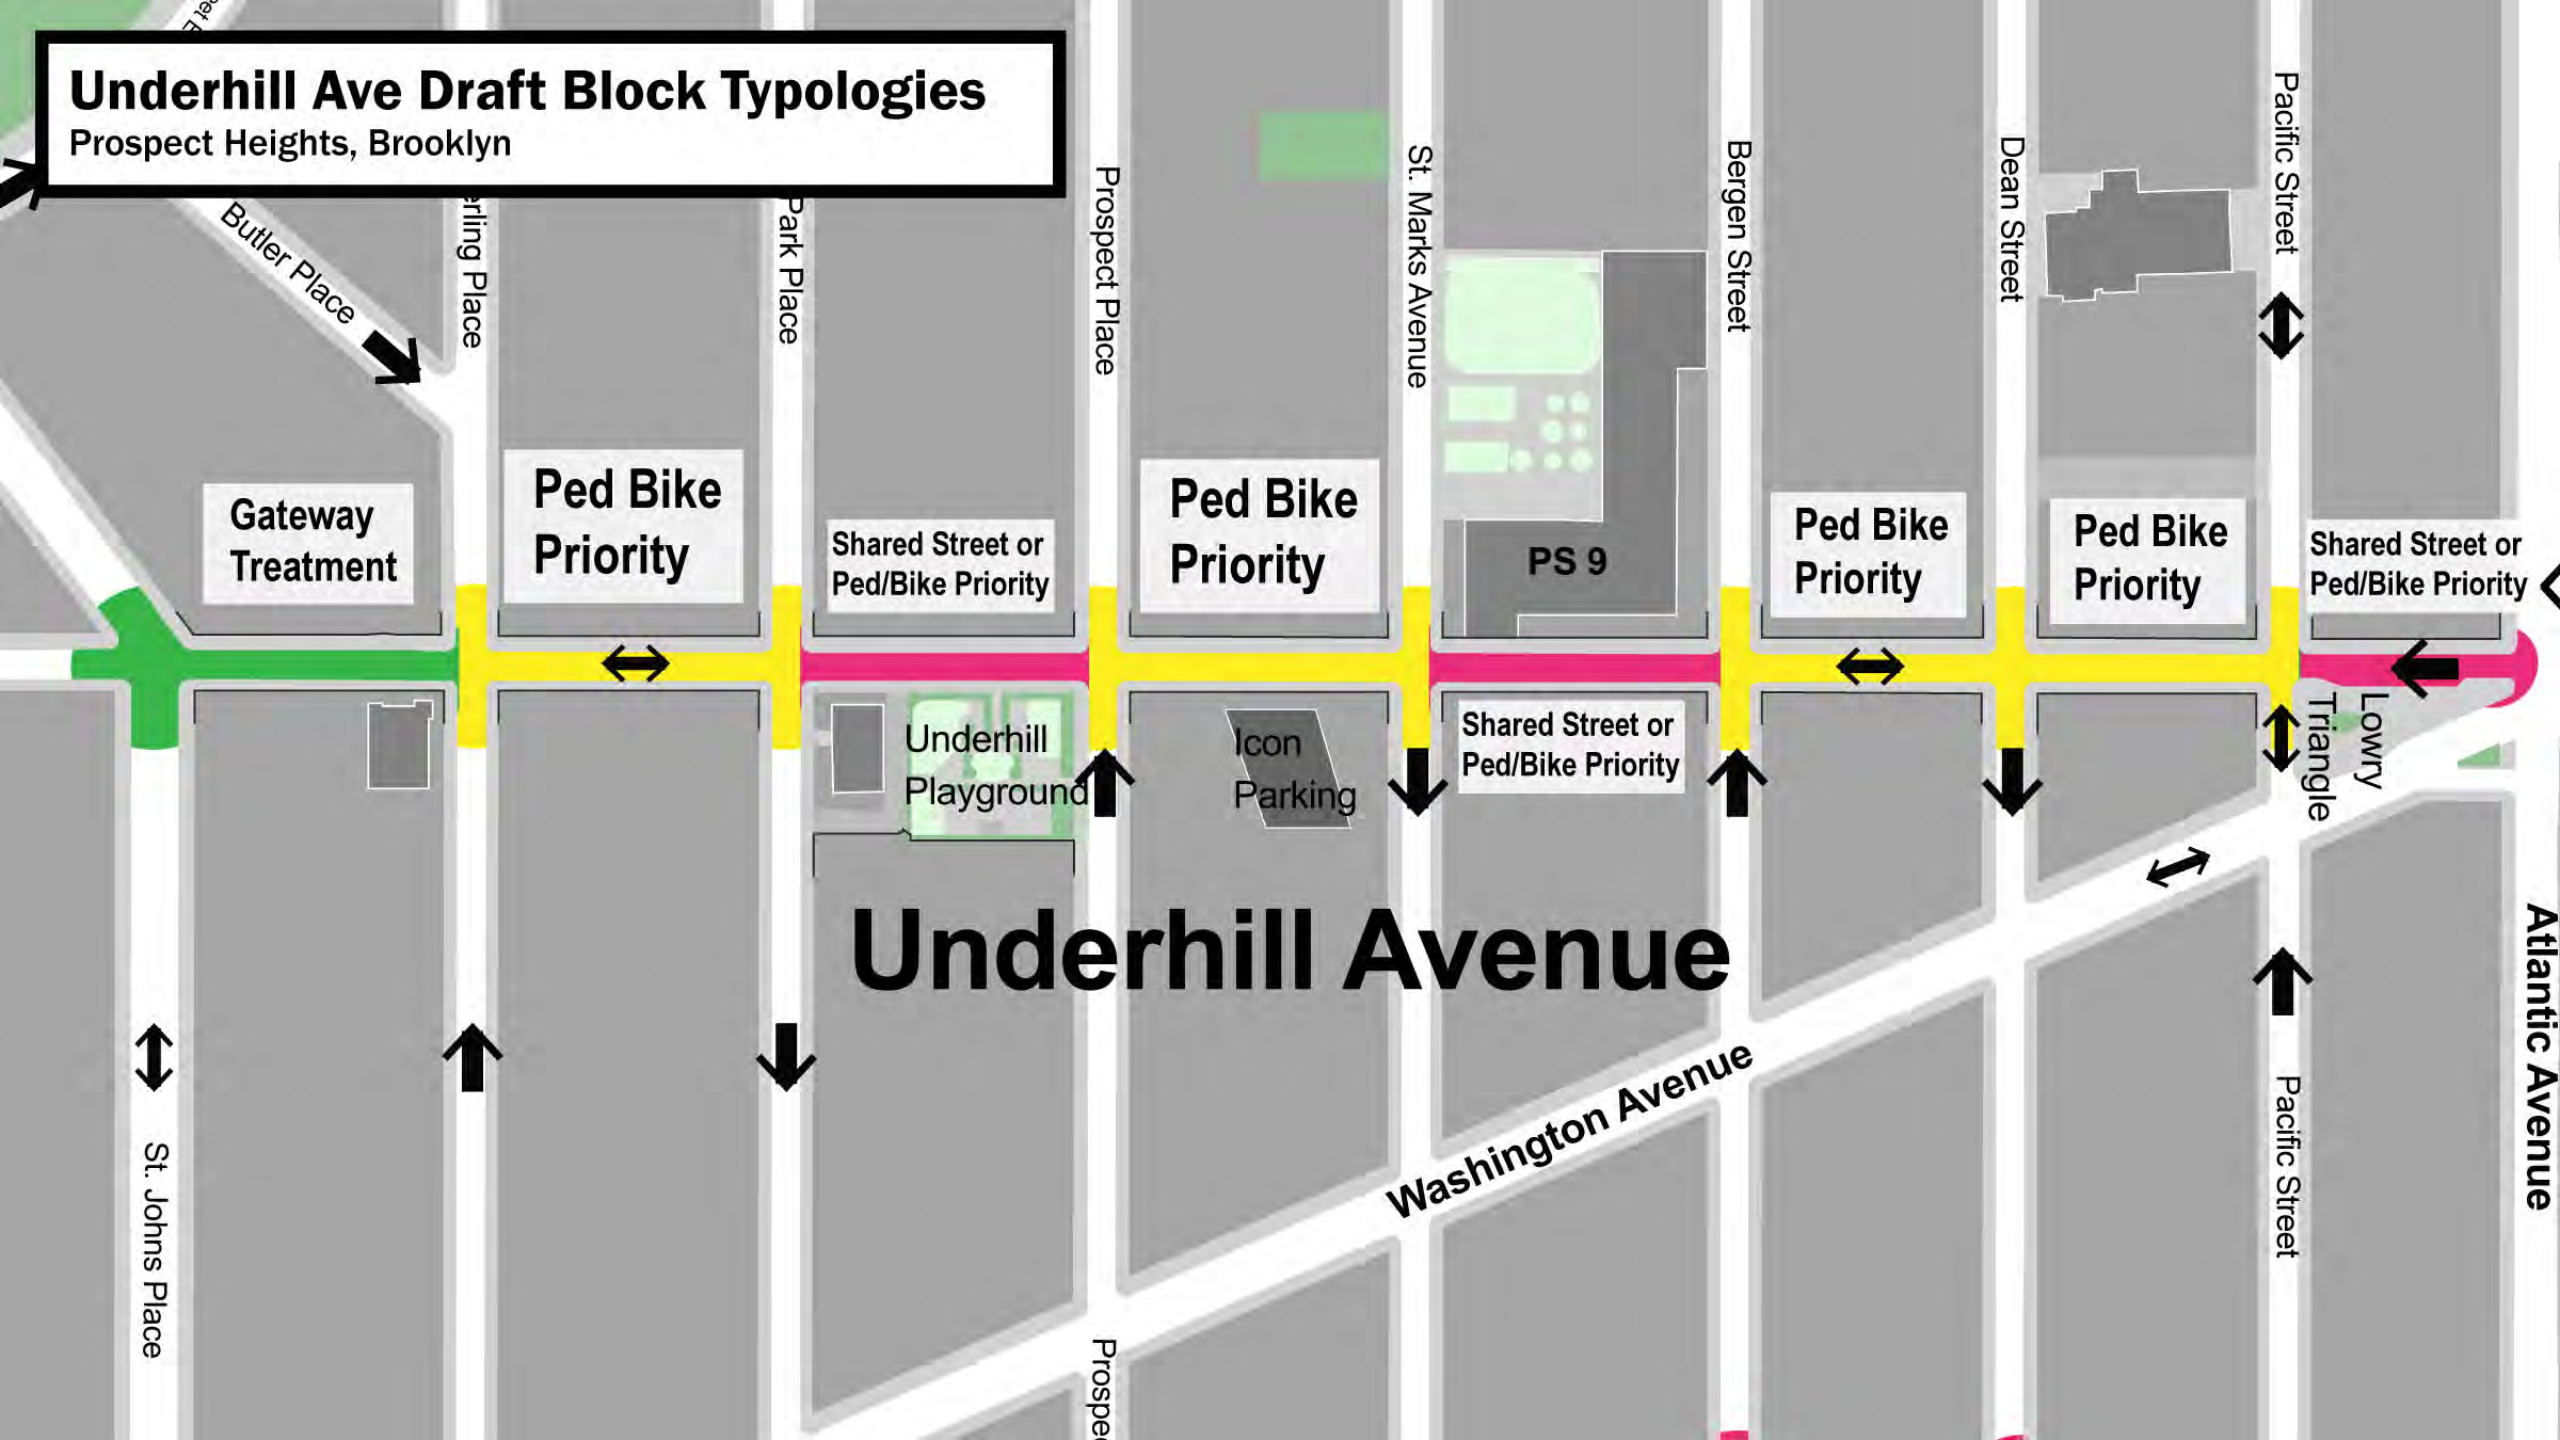 Underhill Ave Draft Block Typologies
Prospect Heights, Brooklyn
Butler Place
erling Place
Park Place
Prospect Place
St. Marks Avenue
Bergen Street
Dean Street
Pacific Street
Gateway
Treatment
Ped Bike
Priority
Shared Street or
Ped/Bike Priority
Ped Bike
Priority
PS 9
Ped Bike
Priority
Ped Bike
Priority
Shared Street or
Ped/Bike Priority
Underhill
Playground
Icon
Parking
Shared Street or
Ped/Bike Priority
Lowry
Triangle
Underhill Avenue
Washington Avenue
Atlantic Avenue
Pacific Street
St. Johns Place
Prospec